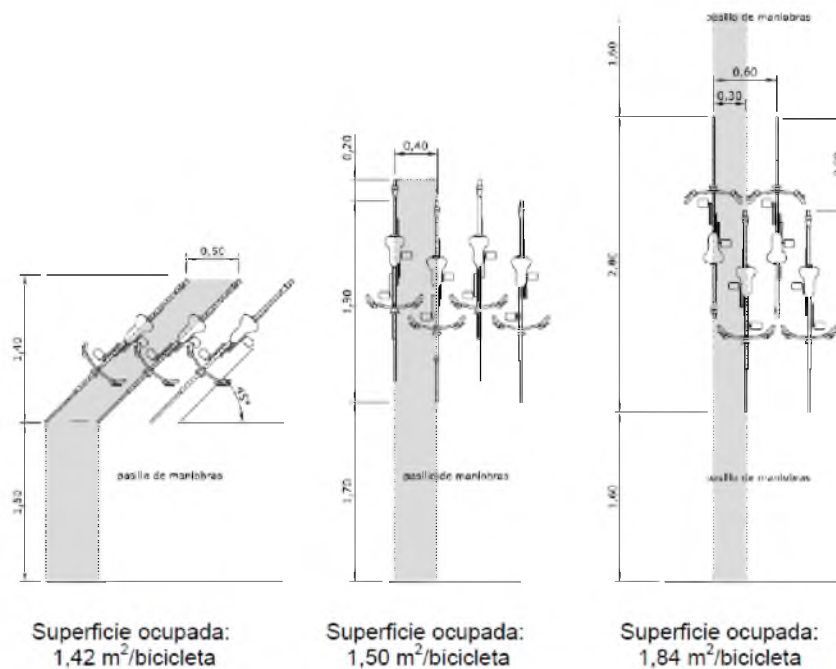 pasillo de maniobras
1,60
0,60
0,30
0,20
0,40
0,50
2,80
1,90
1,40
45°
pasillo de maniobras
pasillo de maniobras
pasillo de maniobras
1,50
1,70
1,60
Superficie ocupada:
1,42 m²/bicicleta
Superficie ocupada:
1,50 m²/bicicleta
Superficie ocupada:
1,84 m²/bicicleta